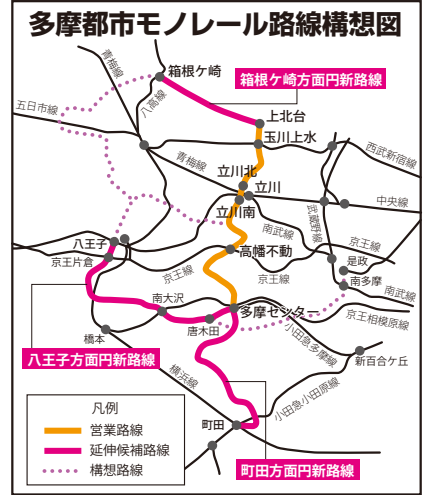 多摩都市モノレール路線構想図
青梅線
箱根ケ崎
箱根ケ崎方面円新路線
五日市線
八高線
上北台
玉川上水
西武新宿線
青梅線
立川北
立川
中央線
立川南
南武線
武蔵野線
八王子
京王線
高幡不動
是政
京王片倉
京王線
京王線
南多摩
南武線
南大沢
多摩センター
京王相模原線
唐木田
小田急多摩線
橋本
新百合ケ丘
八王子方面円新路線
横浜線
小田急小田原線
凡例
営業路線
町田
延伸候補路線
構想路線
町田方面円新路線